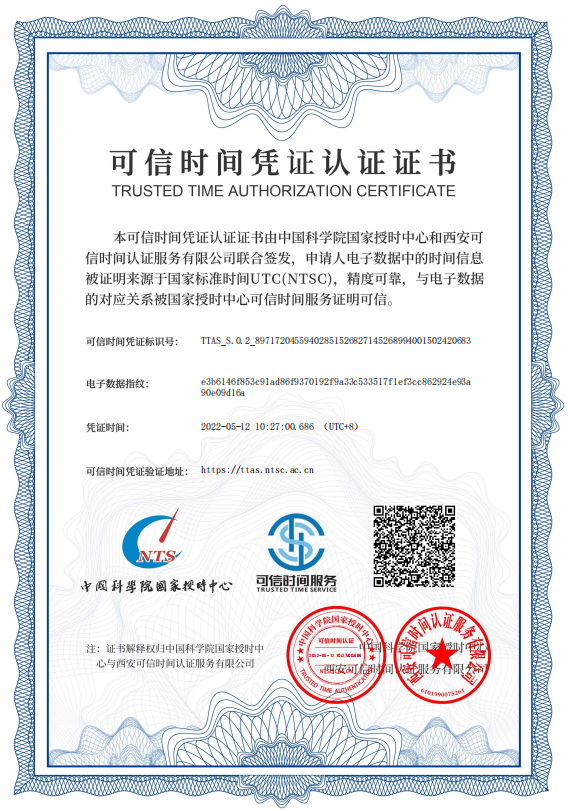 可信时间凭证认证证书
TRUSTED TIME AUTHORIZATION CERTIFICATE
本可信时间凭证认证证书由中国科学院国家授时中心和西安可
信时间认证服务有限公司联合签发，申请人电子数据中的时间信息
被证明来源于国家标准时间UTC(NTSC)，精度可靠，与电子数据
的对应关系被国家授时中心可信时间服务证明可信。
可信时间凭证标识号： TTAS_S.0.2_89717204559402851526827145268994001502420683
电子数据指纹： e3b6146f853c91ad86f9370192f9a33c533517f1ef3cc862924e93a
90e09d16a
凭证时间： 2022-05-12 10:27:00.686 （UTC+8）
可信时间凭证验证地址： https://ttas.ntsc.ac.cn
N.T.S
中国科学院国家授时中心
可信时间服务
TRUSTED TIME SERVICE
注：证书解释权归中国科学院国家授时中
心与西安可信时间认证服务有限公司
中国科学院国家授时中心
西安可信时间认证服务有限公司
中国科学院国家授时中心
可信时间认证
TRUSTED TIME AUTHENTICATION
西安可信时间认证服务有限公司
6101990075261